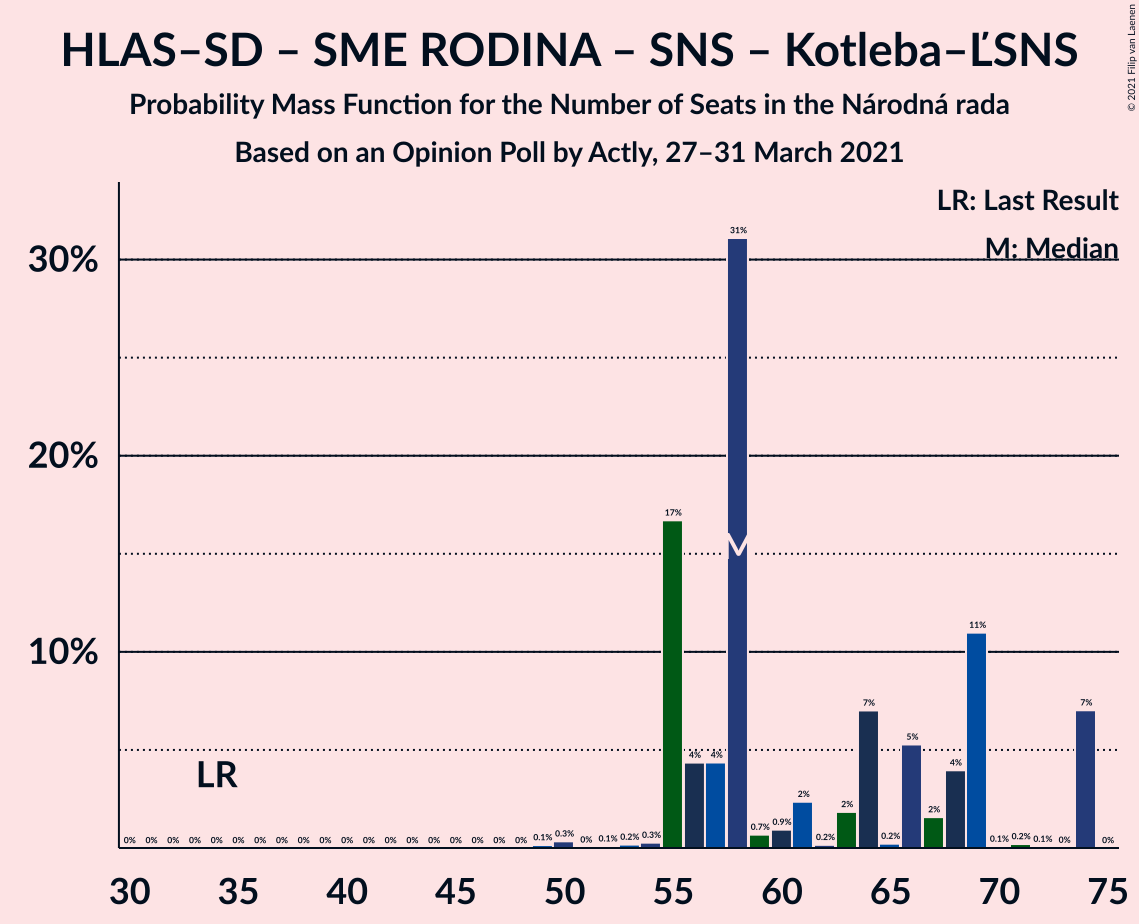 HLAS–SD – SME RODINA – SNS – Kotleba–ĽSNS
Probability Mass Function for the Number of Seats in the Národná rada
Based on an Opinion Poll by Actly, 27–31 March 2021
© 2021 Filip van Laenen
LR: Last Result
M: Median
30%
20%
10%
LR
M
0% 0% 0% 0% 0% 0% 0% 0% 0% 0% 0% 0% 0% 0% 0% 0% 0% 0% 0% 0.1% 0.3% 0% 0.1% 0.2% 0.3% 17% 4% 4% 31% 0.7% 0.9% 2% 0.2% 2% 7% 0.2% 5% 2% 4% 11% 0.1% 0.2% 0.1% 0% 7% 0%
30 35 40 45 50 55 60 65 70 75